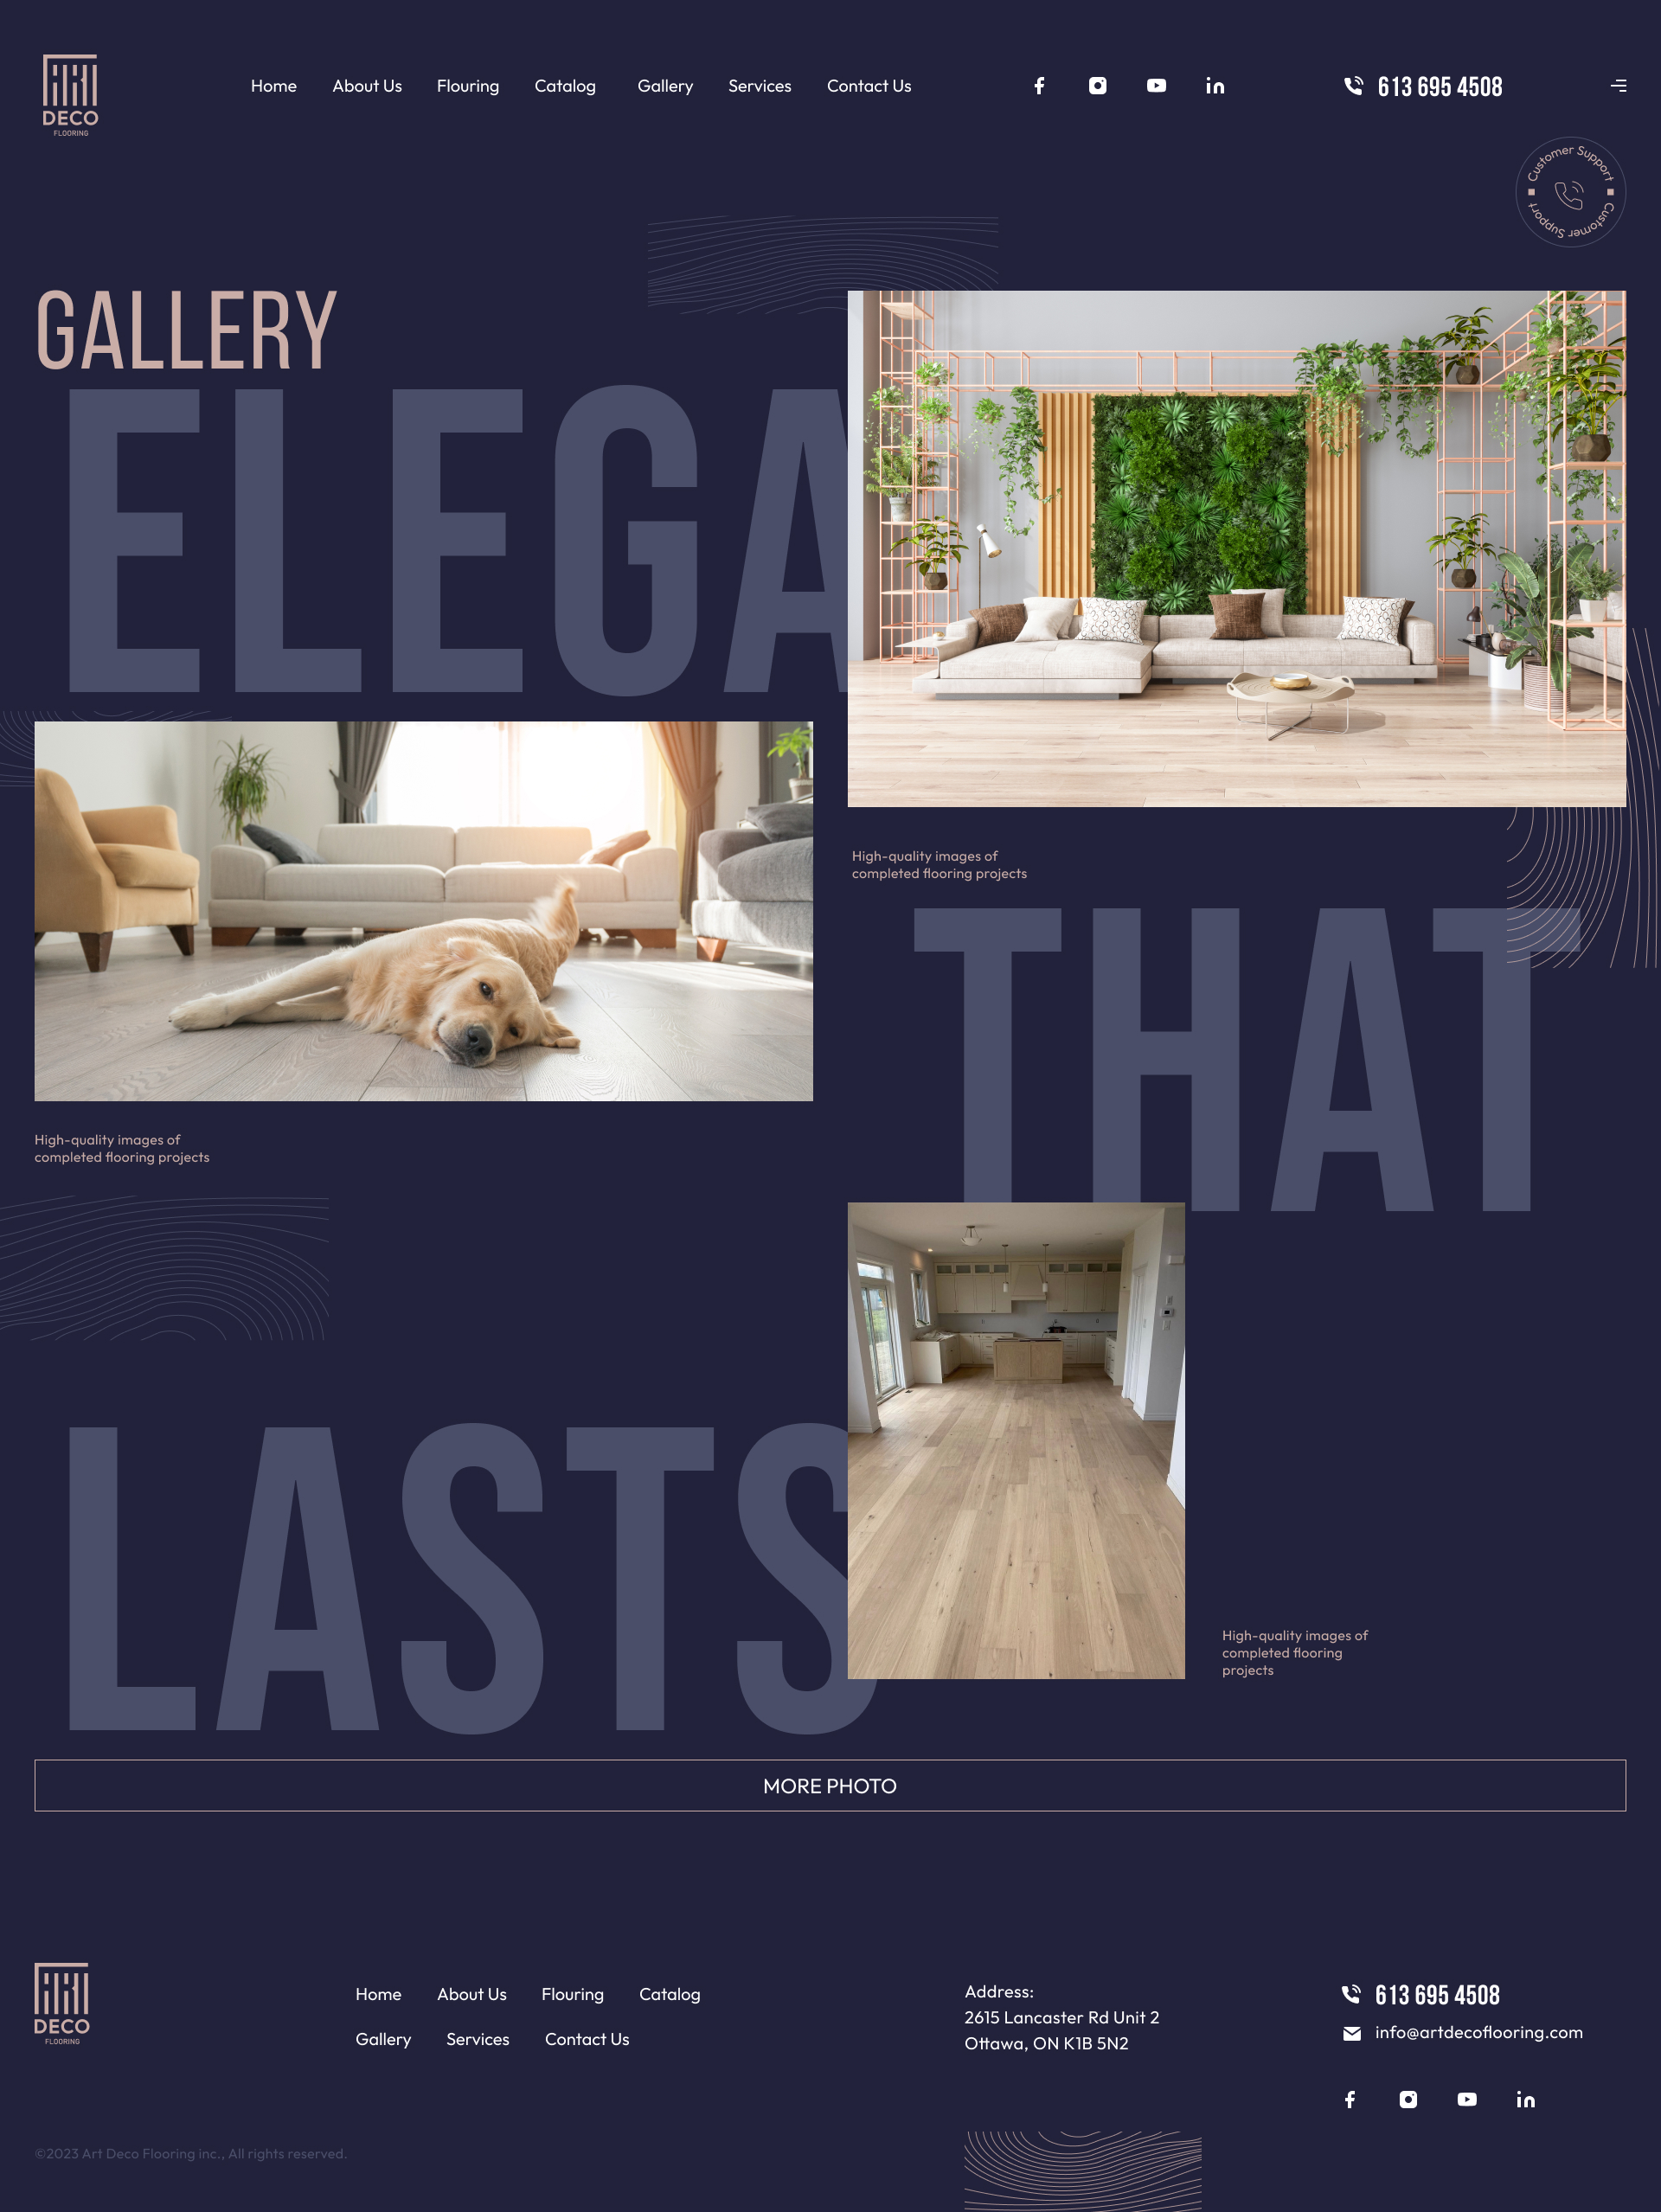 ART
DECO
FLOORING
Home About Us Flouring Catalog Gallery Services Contact Us 613 695 4508
Customer Support
Customer Support
GALLERY
ELEGA
High-quality images of
completed flooring projects
THAT
High-quality images of
completed flooring projects
LASTS
High-quality images of
completed flooring
projects
MORE PHOTO
ART
DECO
FLOORING
Home About Us Flouring Catalog
Gallery Services Contact Us
Address:
2615 Lancaster Rd Unit 2
Ottawa, ON K1B 5N2
613 695 4508
info@artdecoflooring.com
©2023 Art Deco Flooring inc., All rights reserved.